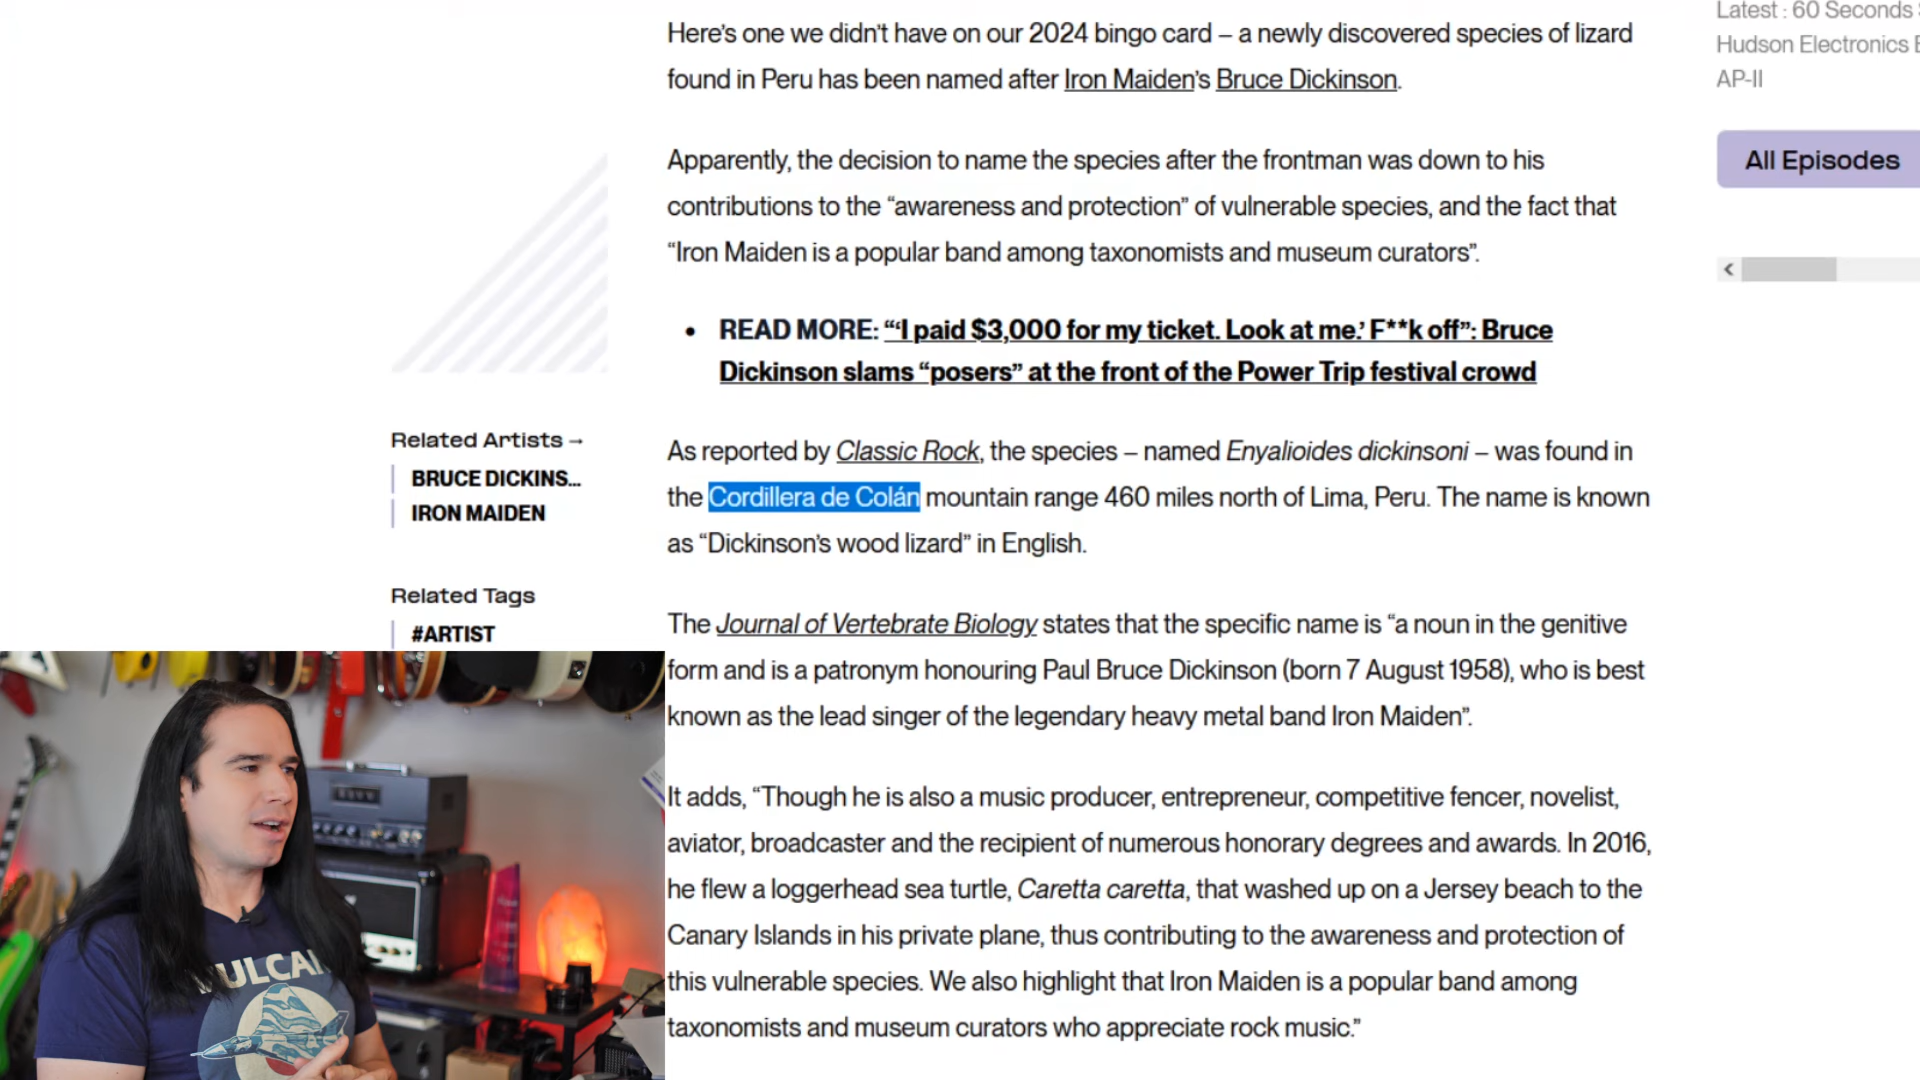 Latest : 60 Seconds
Hudson Electronics
AP-II
All Episodes
Here's one we didn't have on our 2024 bingo card – a newly discovered species of lizard
found in Peru has been named after Iron Maiden's Bruce Dickinson.
Apparently, the decision to name the species after the frontman was down to his
contributions to the “awareness and protection” of vulnerable species, and the fact that
“Iron Maiden is a popular band among taxonomists and museum curators”.
• READ MORE: “‘I paid $3,000 for my ticket. Look at me.’ F**k off”: Bruce
Dickinson slams “posers” at the front of the Power Trip festival crowd
Related Artists →
BRUCE DICKINS...
IRON MAIDEN
Related Tags
#ARTIST
As reported by Classic Rock, the species – named Enyalioides dickinsoni – was found in
the Cordillera de Colán mountain range 460 miles north of Lima, Peru. The name is known
as “Dickinson's wood lizard” in English.
The Journal of Vertebrate Biology states that the specific name is “a noun in the genitive
form and is a patronym honouring Paul Bruce Dickinson (born 7 August 1958), who is best
known as the lead singer of the legendary heavy metal band Iron Maiden”.
It adds, “Though he is also a music producer, entrepreneur, competitive fencer, novelist,
aviator, broadcaster and the recipient of numerous honorary degrees and awards. In 2016,
he flew a loggerhead sea turtle, Caretta caretta, that washed up on a Jersey beach to the
Canary Islands in his private plane, thus contributing to the awareness and protection of
this vulnerable species. We also highlight that Iron Maiden is a popular band among
taxonomists and museum curators who appreciate rock music.”
VULCAN